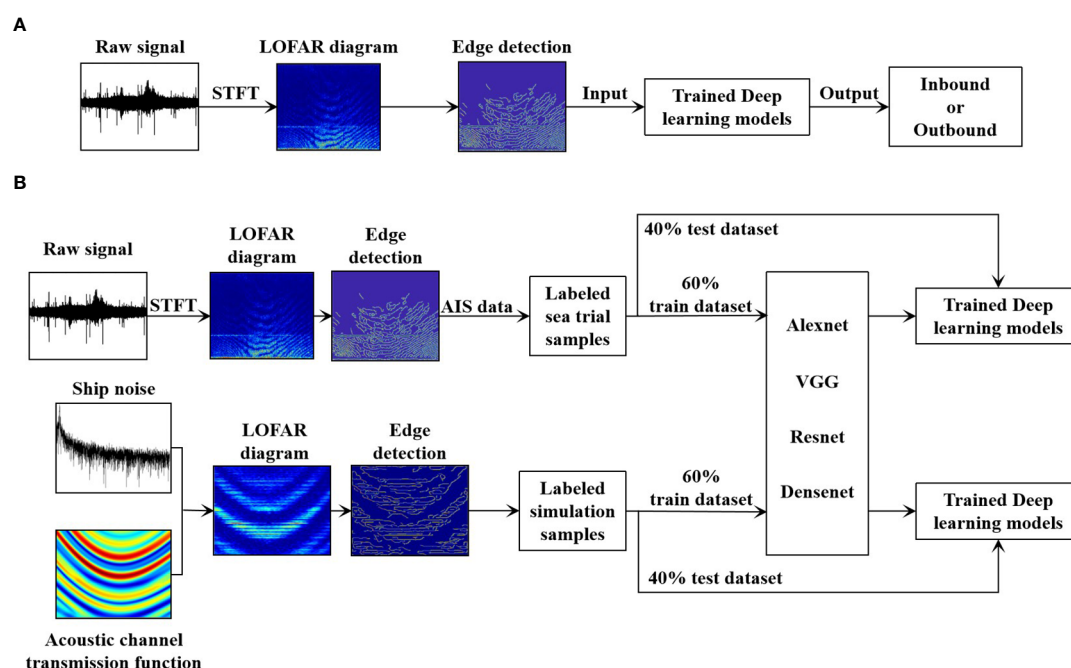 A
Raw signal
STFT
LOFAR diagram
Edge detection
Input
Trained Deep
learning models
Output
Inbound
or
Outbound
B
Raw signal
STFT
LOFAR
diagram
Edge
detection
AIS data
Labeled
sea trial
samples
40% test dataset
60%
train dataset
Alexnet
VGG
Resnet
Densenet
Trained Deep
learning models
Ship noise
Acoustic channel
transmission function
LOFAR
diagram
Edge
detection
Labeled
simulation
samples
60%
train dataset
40% test dataset
Trained Deep
learning models